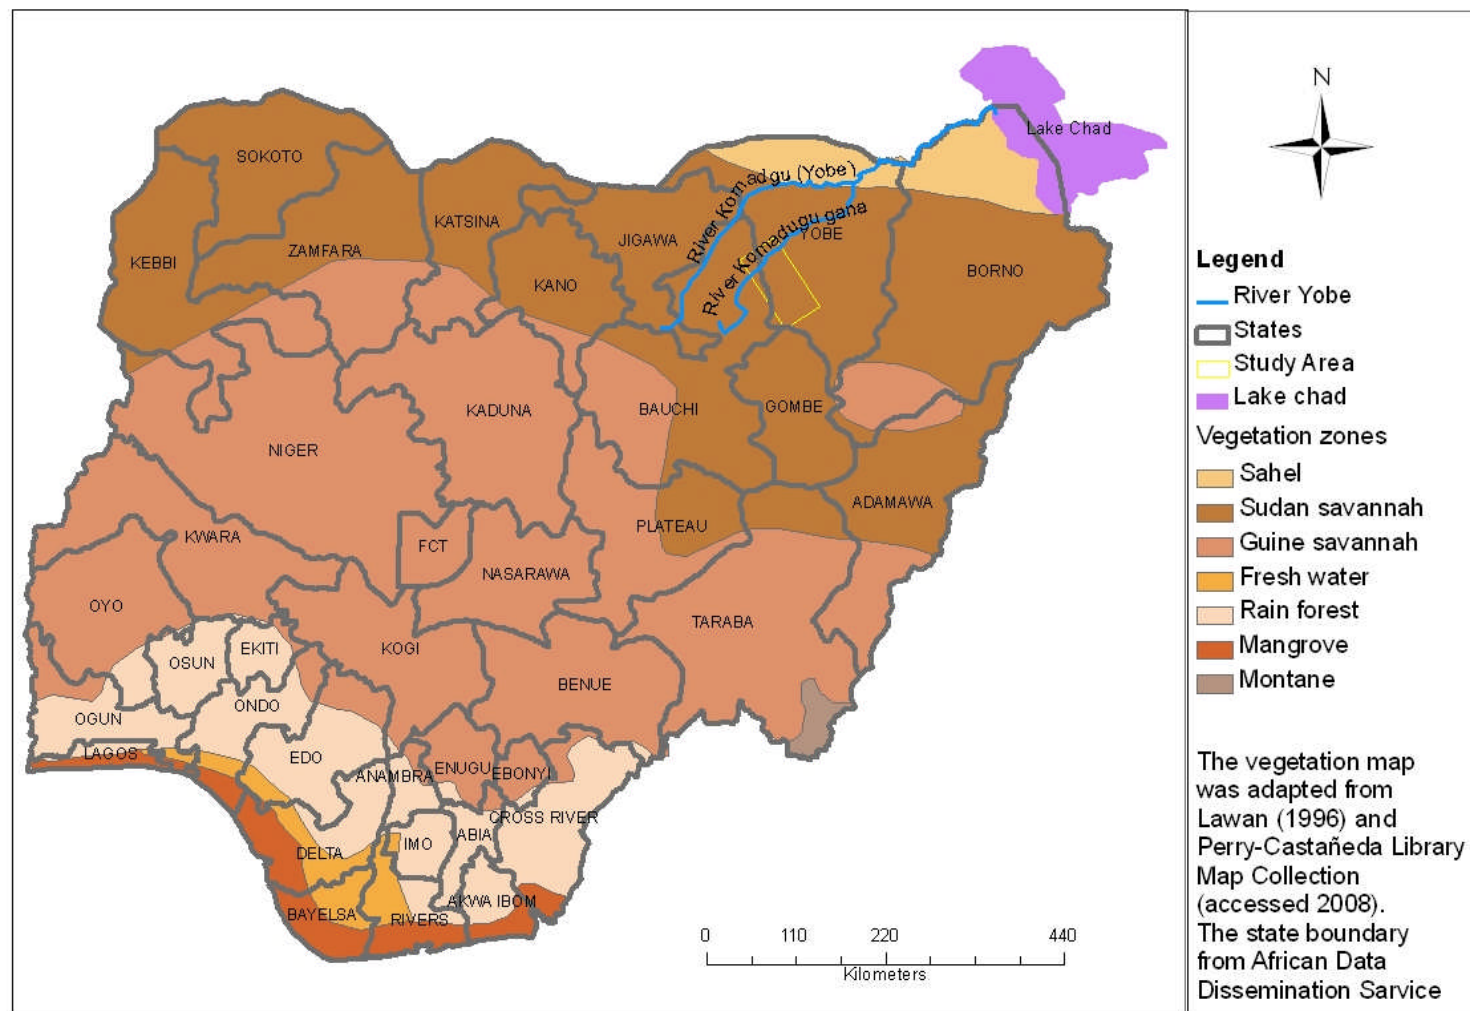 SOKOTO
KEBBI
ZAMFARA
KATSINA
KANO
JIGAWA
River Komadgu (Yobe)
River Komadugu gana
YOBE
BORNO
Lake Chad
NIGER
KADUNA
BAUCHI
GOMBE
ADAMAWA
PLATEAU
KWARA
FCT
NASARAWA
OYO
TARABA
KOGI
BENUE
OSUN
EKITI
OGUN
ONDO
LAGOS
EDO
ANAMBRA
ENUGU
EBONYI
CROSS RIVER
DELTA
IMO
ABIA
BAYELSA
RIVERS
AKWA IBOM
0 110 220 440
Kilometers
N
Legend
River Yobe
States
Study Area
Lake chad
Vegetation zones
Sahel
Sudan savannah
Guine savannah
Fresh water
Rain forest
Mangrove
Montane
The vegetation map
was adapted from
Lawan (1996) and
Perry-Castañeda Library
Map Collection
(accessed 2008).
The state boundary
from African Data
Dissemination Sarvice